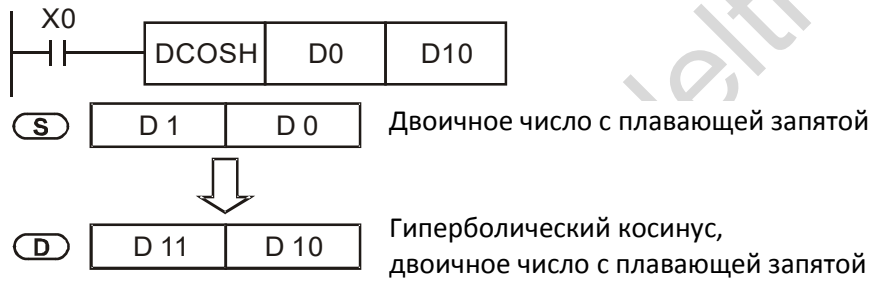 X0
DCOSH D0 D10
S D 1 D 0 Двоичное число с плавающей запятой
D D 11 D 10 Гиперболический косинус,
двоичное число с плавающей запятой